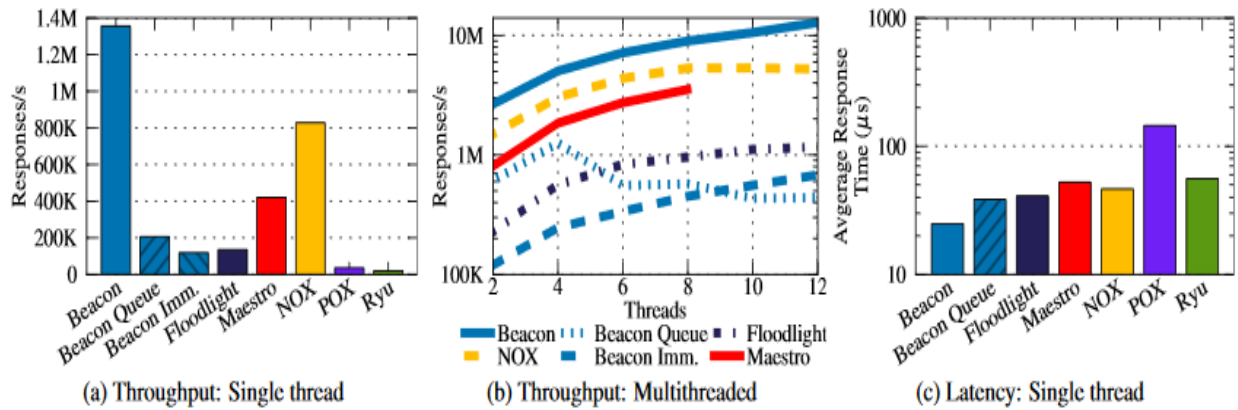 1.4M
1.2M
1M
800K
600K
400K
200K
0
Responses/s
Beacon
Beacon Queue
Beacon Imm.
Floodlight
Maestro
NOX
POX
Ryu
(a) Throughput: Single thread
10M
1M
100K
Responses/s
2 4 6 8 10 12
Threads
Beacon Beacon Queue Floodlight
NOX Beacon Imm. Maestro
(b) Throughput: Multithreaded
1000
100
10
Avgerage Response
Time (μs)
Beacon
Beacon Queue
Floodlight
Maestro
NOX
POX
Ryu
(c) Latency: Single thread